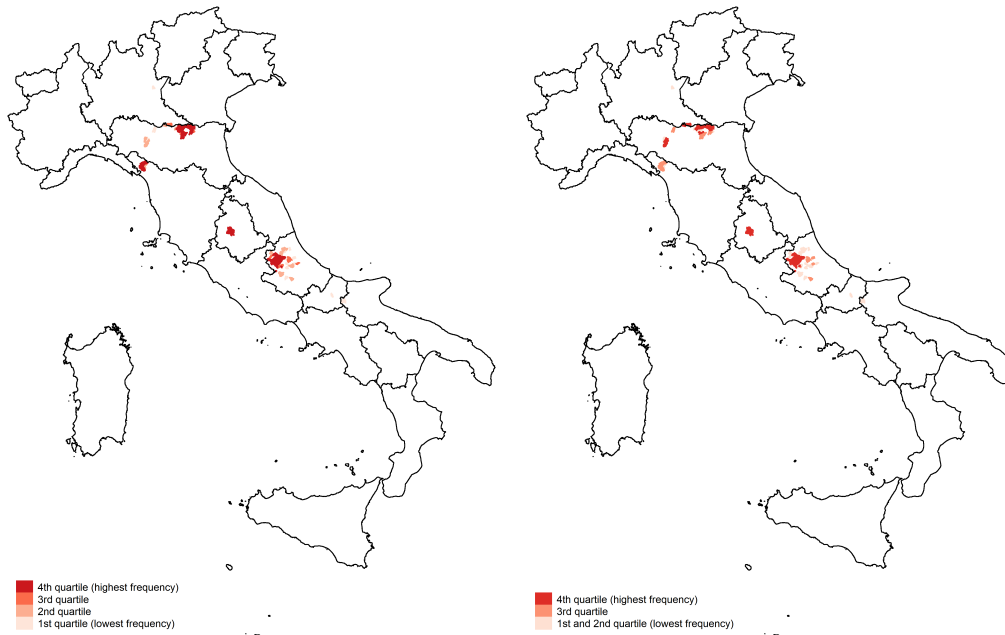 4th quartile (highest frequency)
3rd quartile
2nd quartile
1st quartile (lowest frequency)
4th quartile (highest frequency)
3rd quartile
1st and 2nd quartile (lowest frequency)